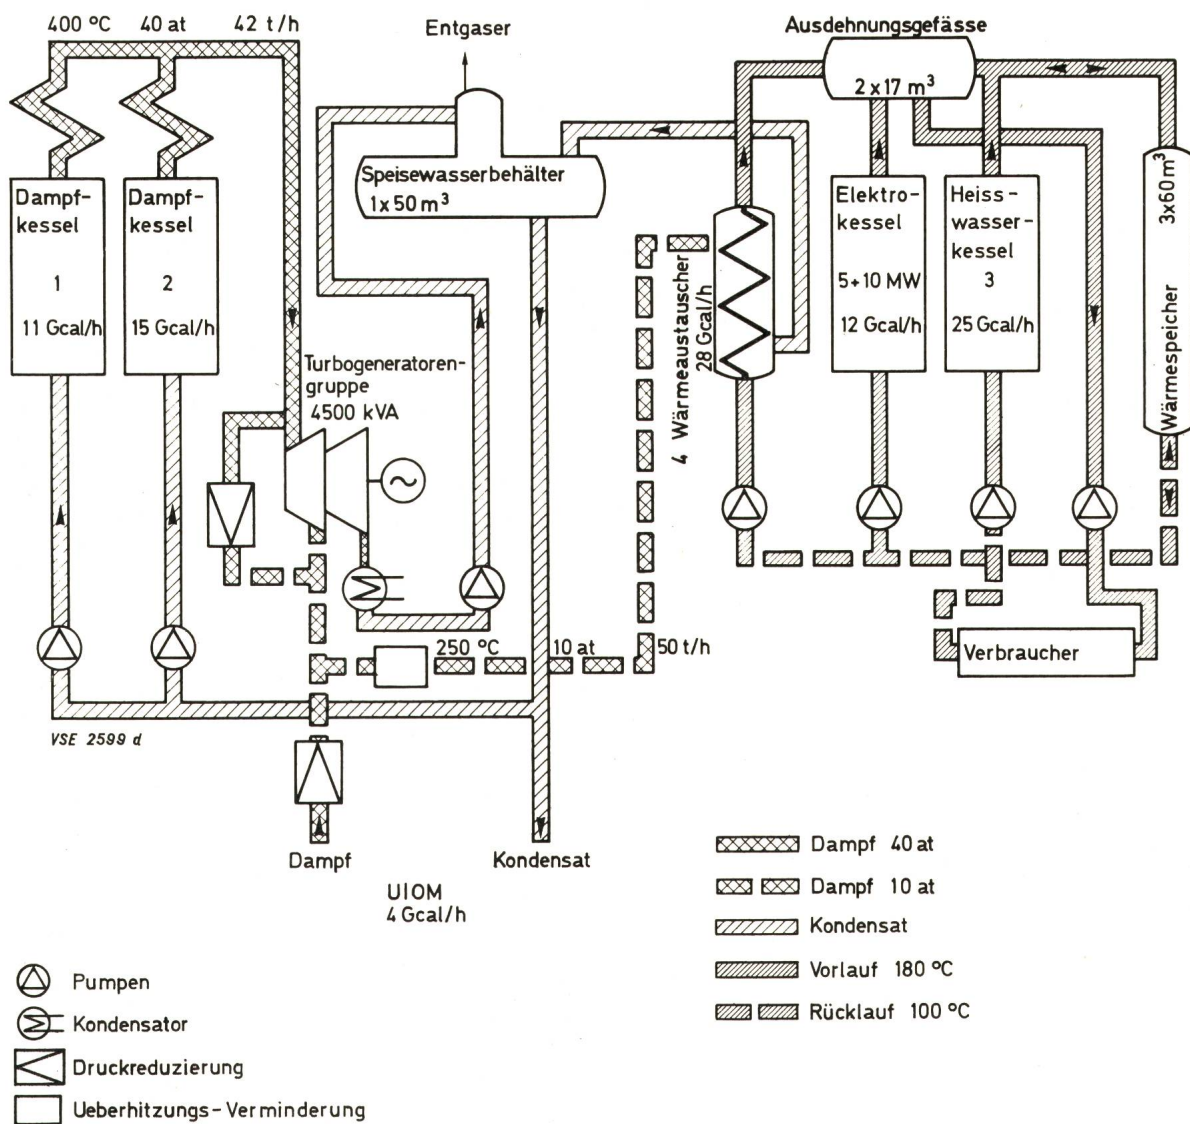 400 °C 40 at 42 t/h
Entgaser
Ausdehnungsgefässe
2 x 17 m³
Speisewasserbehälter
1 x 50 m³
Dampf-
kessel
1
11 Gcal/h
Dampf-
kessel
2
15 Gcal/h
Turbogeneratoren-
gruppe
4500 kVA
4 Wärmeaustauscher
28 Gcal/h
Elektro-
kessel
5 + 10 MW
12 Gcal/h
Heiss-
wasser-
kessel
3
25 Gcal/h
Wärmespeicher 3x60 m³
250 °C 10 at 50 t/h
Verbraucher
VSE 2599 d
Dampf
Kondensat
UIOM
4 Gcal/h
Dampf 40 at
Dampf 10 at
Kondensat
Vorlauf 180 °C
Rücklauf 100 °C
Pumpen
Kondensator
Druckreduzierung
Ueberhitzungs-Verminderung